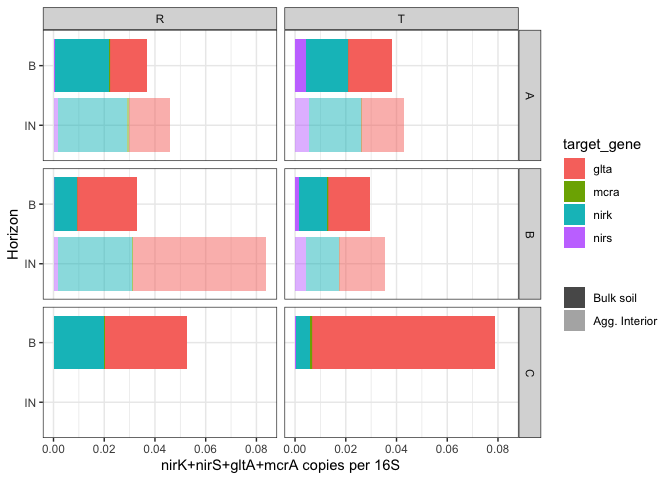 R
T
B
IN
A
B
IN
B
B
IN
C
Horizon
0.00
0.02
0.04
0.06
0.08
0.00
0.02
0.04
0.06
0.08
nirK+nirS+gltA+mcrA copies per 16S
target_gene
glta
mcra
nirk
nirs
Bulk soil
Agg. Interior